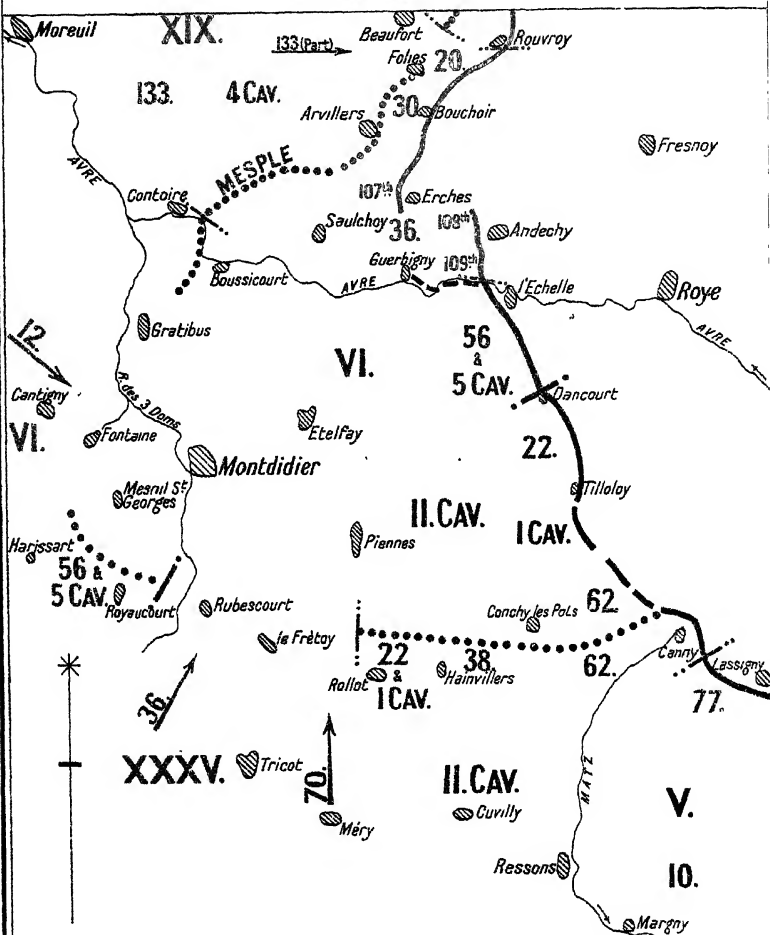 Moreuil
XIX.
133 (Part)
Beaufort
Rouvroy
Folies
20.
133.
4 CAV.
30.
Bouchoir
Arvillers
Fresnoy
AVRE
MESPLE
107th
Erches
Contoire
Saulchoy
36.
108th
Andechy
Guerbigny
109th
Boussicourt
AVRE
l'Echelle
Roye
Gratibus
AVRE
12.
VI.
56
&
5 CAV.
R. des 3 Doms
Dancourt
Cantigny
VI.
Fontaine
Etelfay
22.
Montdidier
Mesnil St.
Georges
Tilloloy
II.CAV.
I CAV.
Harissart
Piennes
56 &
5 CAV.
Royaucourt
Rubescourt
Conchy les Pots
62.
le Frétoy
Canny
22
&
I CAV.
38.
62.
Lassigny
Rollot
Hainvillers
77.
36.
XXXV.
Tricot
70.
II.CAV.
MATZ
V.
Méry
Cuvilly
Ressons
10.
Margny